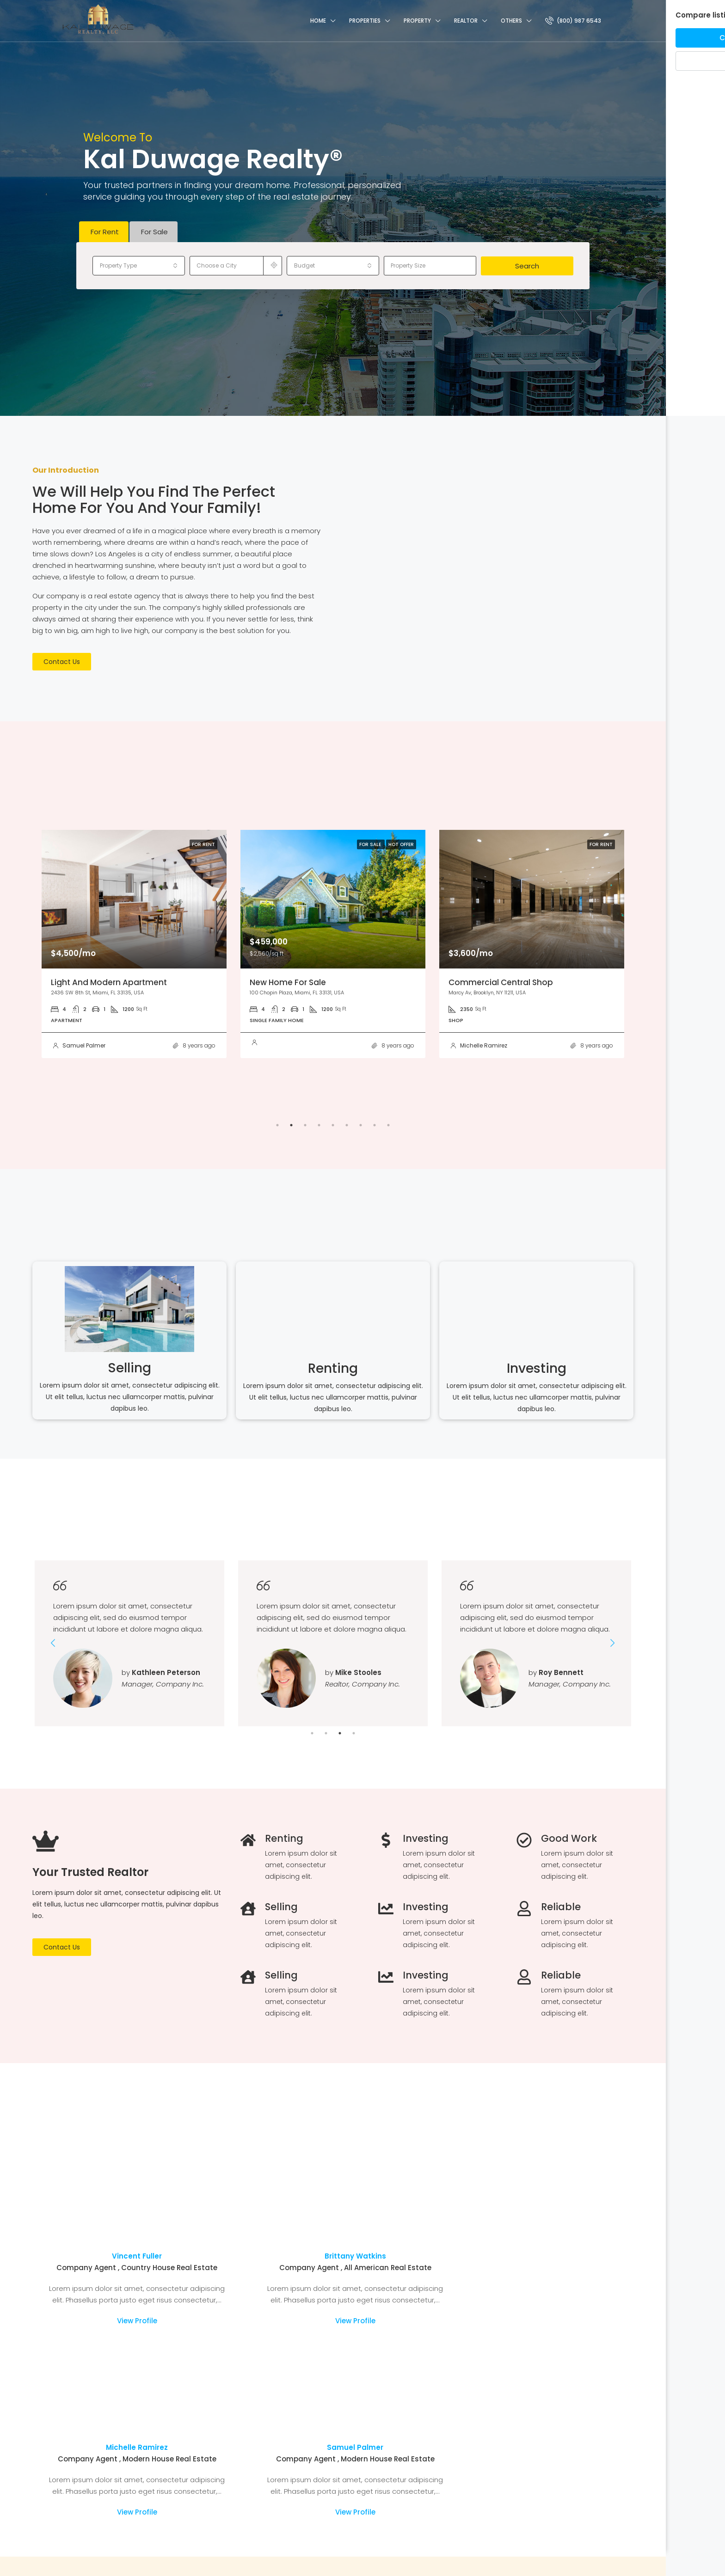 HOME PROPERTIES PROPERTY REALTOR OTHERS (800) 987 6543
REALTY, LLC
Compare listi
C
Welcome To
Kal Duwage Realty®
Your trusted partners in finding your dream home. Professional, personalized
service guiding you through every step of the real estate journey.
For Rent For Sale
Property Type Choose a City Budget Property Size Search
Our Introduction
We Will Help You Find The Perfect
Home For You And Your Family!
Have you ever dreamed of a life in a magical place where every breath is a memory
worth remembering, where dreams are within a hand's reach, where the pace of
time slows down? Los Angeles is a city of endless summer, a beautiful place
drenched in heartwarming sunshine, where beauty isn't just a word but a goal to
achieve, a lifestyle to follow, a dream to pursue.
Our company is a real estate agency that is always there to help you find the best
property in the city under the sun. The company's highly skilled professionals are
always aimed at sharing their experience with you. If you never settle for less, think
big to win big, aim high to live high, our company is the best solution for you.
Contact Us
FOR RENT
$4,500/mo
Light And Modern Apartment
2436 SW 8th St, Miami, FL 33135, USA
4 2 1 1200 Sq Ft
APARTMENT
Samuel Palmer 8 years ago
FOR SALE HOT OFFER
$459,000
$2,560/sq ft
New Home For Sale
100 Chopin Plaza, Miami, FL 33131, USA
4 2 1 1200 Sq Ft
SINGLE FAMILY HOME
8 years ago
FOR RENT
$3,600/mo
Commercial Central Shop
Marcy Av, Brooklyn, NY 11211, USA
2350 Sq Ft
SHOP
Michelle Ramirez 8 years ago
Selling
Lorem ipsum dolor sit amet, consectetur adipiscing elit.
Ut elit tellus, luctus nec ullamcorper mattis, pulvinar
dapibus leo.
Renting
Lorem ipsum dolor sit amet, consectetur adipiscing elit.
Ut elit tellus, luctus nec ullamcorper mattis, pulvinar
dapibus leo.
Investing
Lorem ipsum dolor sit amet, consectetur adipiscing elit.
Ut elit tellus, luctus nec ullamcorper mattis, pulvinar
dapibus leo.
Lorem ipsum dolor sit amet, consectetur
adipiscing elit, sed do eiusmod tempor
incididunt ut labore et dolore magna aliqua.
by Kathleen Peterson
Manager, Company Inc.
Lorem ipsum dolor sit amet, consectetur
adipiscing elit, sed do eiusmod tempor
incididunt ut labore et dolore magna aliqua.
by Mike Stooles
Realtor, Company Inc.
Lorem ipsum dolor sit amet, consectetur
adipiscing elit, sed do eiusmod tempor
incididunt ut labore et dolore magna aliqua.
by Roy Bennett
Manager, Company Inc.
Your Trusted Realtor
Lorem ipsum dolor sit amet, consectetur adipiscing elit. Ut
elit tellus, luctus nec ullamcorper mattis, pulvinar dapibus
leo.
Contact Us
Renting
Lorem ipsum dolor sit
amet, consectetur
adipiscing elit.
Investing
Lorem ipsum dolor sit
amet, consectetur
adipiscing elit.
Good Work
Lorem ipsum dolor sit
amet, consectetur
adipiscing elit.
Selling
Lorem ipsum dolor sit
amet, consectetur
adipiscing elit.
Investing
Lorem ipsum dolor sit
amet, consectetur
adipiscing elit.
Reliable
Lorem ipsum dolor sit
amet, consectetur
adipiscing elit.
Selling
Lorem ipsum dolor sit
amet, consectetur
adipiscing elit.
Investing
Lorem ipsum dolor sit
amet, consectetur
adipiscing elit.
Reliable
Lorem ipsum dolor sit
amet, consectetur
adipiscing elit.
Vincent Fuller
Company Agent , Country House Real Estate
Lorem ipsum dolor sit amet, consectetur adipiscing
elit. Phasellus porta justo eget risus consectetur,...
View Profile
Brittany Watkins
Company Agent , All American Real Estate
Lorem ipsum dolor sit amet, consectetur adipiscing
elit. Phasellus porta justo eget risus consectetur,...
View Profile
Michelle Ramirez
Company Agent , Modern House Real Estate
Lorem ipsum dolor sit amet, consectetur adipiscing
elit. Phasellus porta justo eget risus consectetur,...
View Profile
Samuel Palmer
Company Agent , Modern House Real Estate
Lorem ipsum dolor sit amet, consectetur adipiscing
elit. Phasellus porta justo eget risus consectetur,...
View Profile